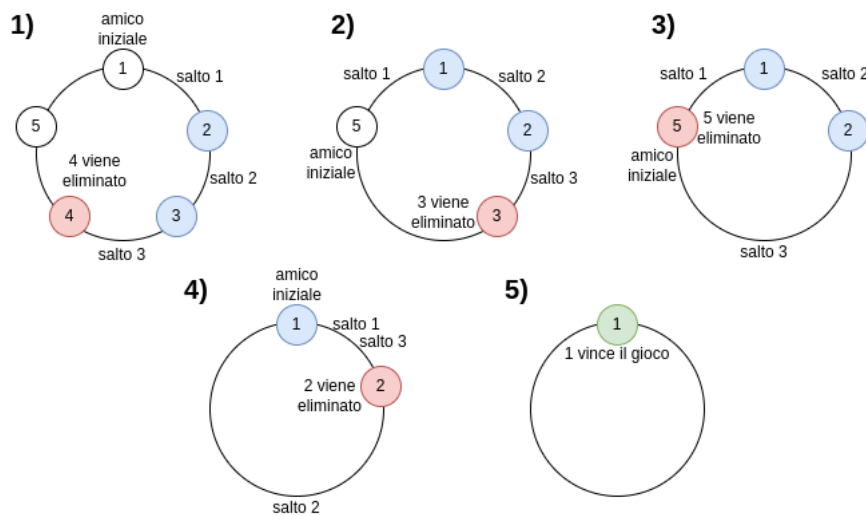 1)
amico
iniziale
1
salto 1
5
2
4 viene
eliminato
salto 2
4
3
salto 3
2)
salto 1
1
salto 2
5
2
amico
iniziale
salto 3
3 viene
eliminato
3
3)
salto 1
1
salto 2
5
5 viene
eliminato
2
amico
iniziale
salto 3
4)
amico
iniziale
1
salto 1
salto 3
2 viene
eliminato
2
salto 2
5)
1
1 vince il gioco